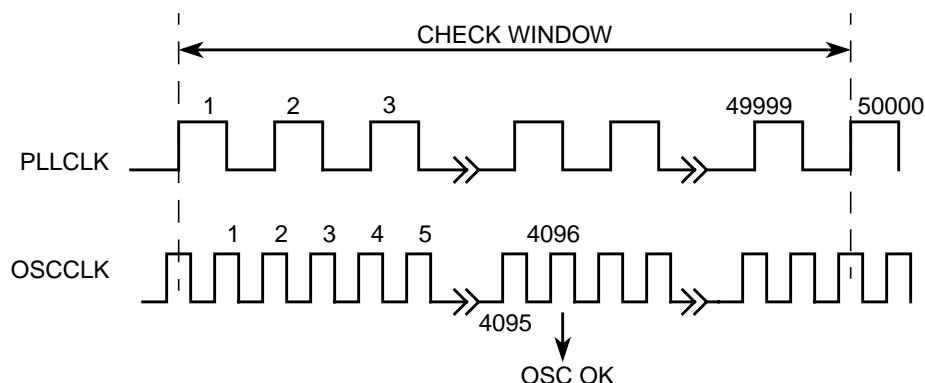 CHECK WINDOW
1 2 3 49999 50000
PLLCLK
1 2 3 4 5 4096
OSCCLK
4095
OSC OK